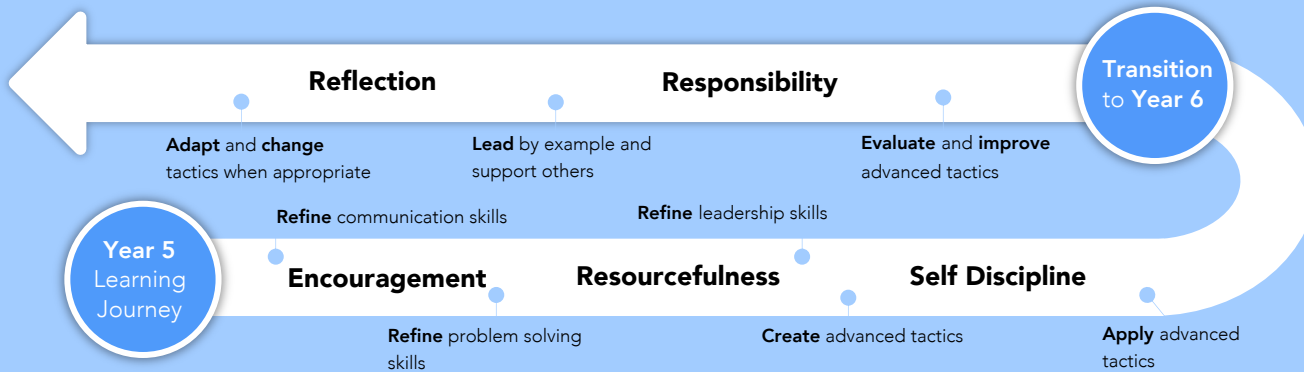 Reflection
Responsibility
Transition
to Year 6
Adapt and change
tactics when appropriate
Lead by example and
support others
Evaluate and improve
advanced tactics
Refine communication skills
Refine leadership skills
Year 5
Learning
Journey
Encouragement
Resourcefulness
Self Discipline
Refine problem solving
skills
Create advanced tactics
Apply advanced
tactics